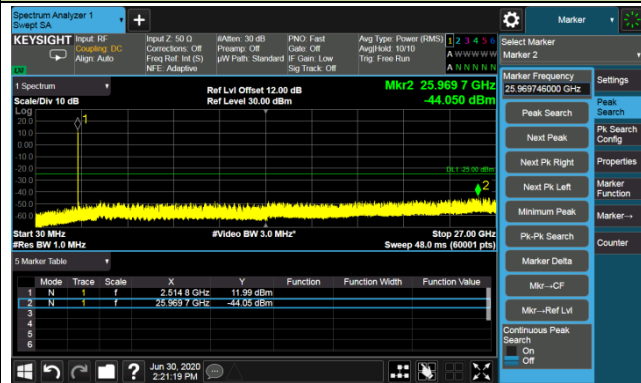 Spectrum Analyzer 1
Swept SA
Marker
KEYSIGHT
Input: RF
Coupling: DC
Align: Auto
Input Z: 50 Ω
Corrections: Off
Freq Ref: Int (S)
NFE: Adaptive
#Atten: 30 dB
Preamp: Off
µW Path: Standard
PNO: Fast
Gate: Off
IF Gain: Low
Sig Track: Off
Avg Type: Power (RMS)
Avg|Hold: 10/10
Trig: Free Run
1 2 3 4 5 6
A W W W W W
A N N N N N
LXI
Select Marker
Marker 2
1 Spectrum
Scale/Div 10 dB
Log
Ref Lvl Offset 12.00 dB
Ref Level 30.00 dBm
Mkr2 25.969 7 GHz
-44.050 dBm
20.0
10.0
0.00
-10.0
-20.0
-30.0
-40.0
-50.0
-60.0
1
2
DL1 -25.00 dBm
Start 30 MHz
#Res BW 1.0 MHz
#Video BW 3.0 MHz*
Stop 27.00 GHz
Sweep 48.0 ms (60001 pts)
5 Marker Table
Mode Trace Scale X Y Function Function Width Function Value
1 N 1 f 2.514 8 GHz 11.99 dBm
2 N 1 f 25.969 7 GHz -44.05 dBm
3
4
5
6
Marker Frequency
25.969746000 GHz
Peak Search
Next Peak
Next Pk Right
Next Pk Left
Minimum Peak
Pk-Pk Search
Marker Delta
Mkr→CF
Mkr→Ref Lvl
Continuous Peak
Search
On
Off
Settings
Peak
Search
Pk Search
Config
Properties
Marker
Function
Marker→
Counter
?
Jun 30, 2020
2:21:19 PM